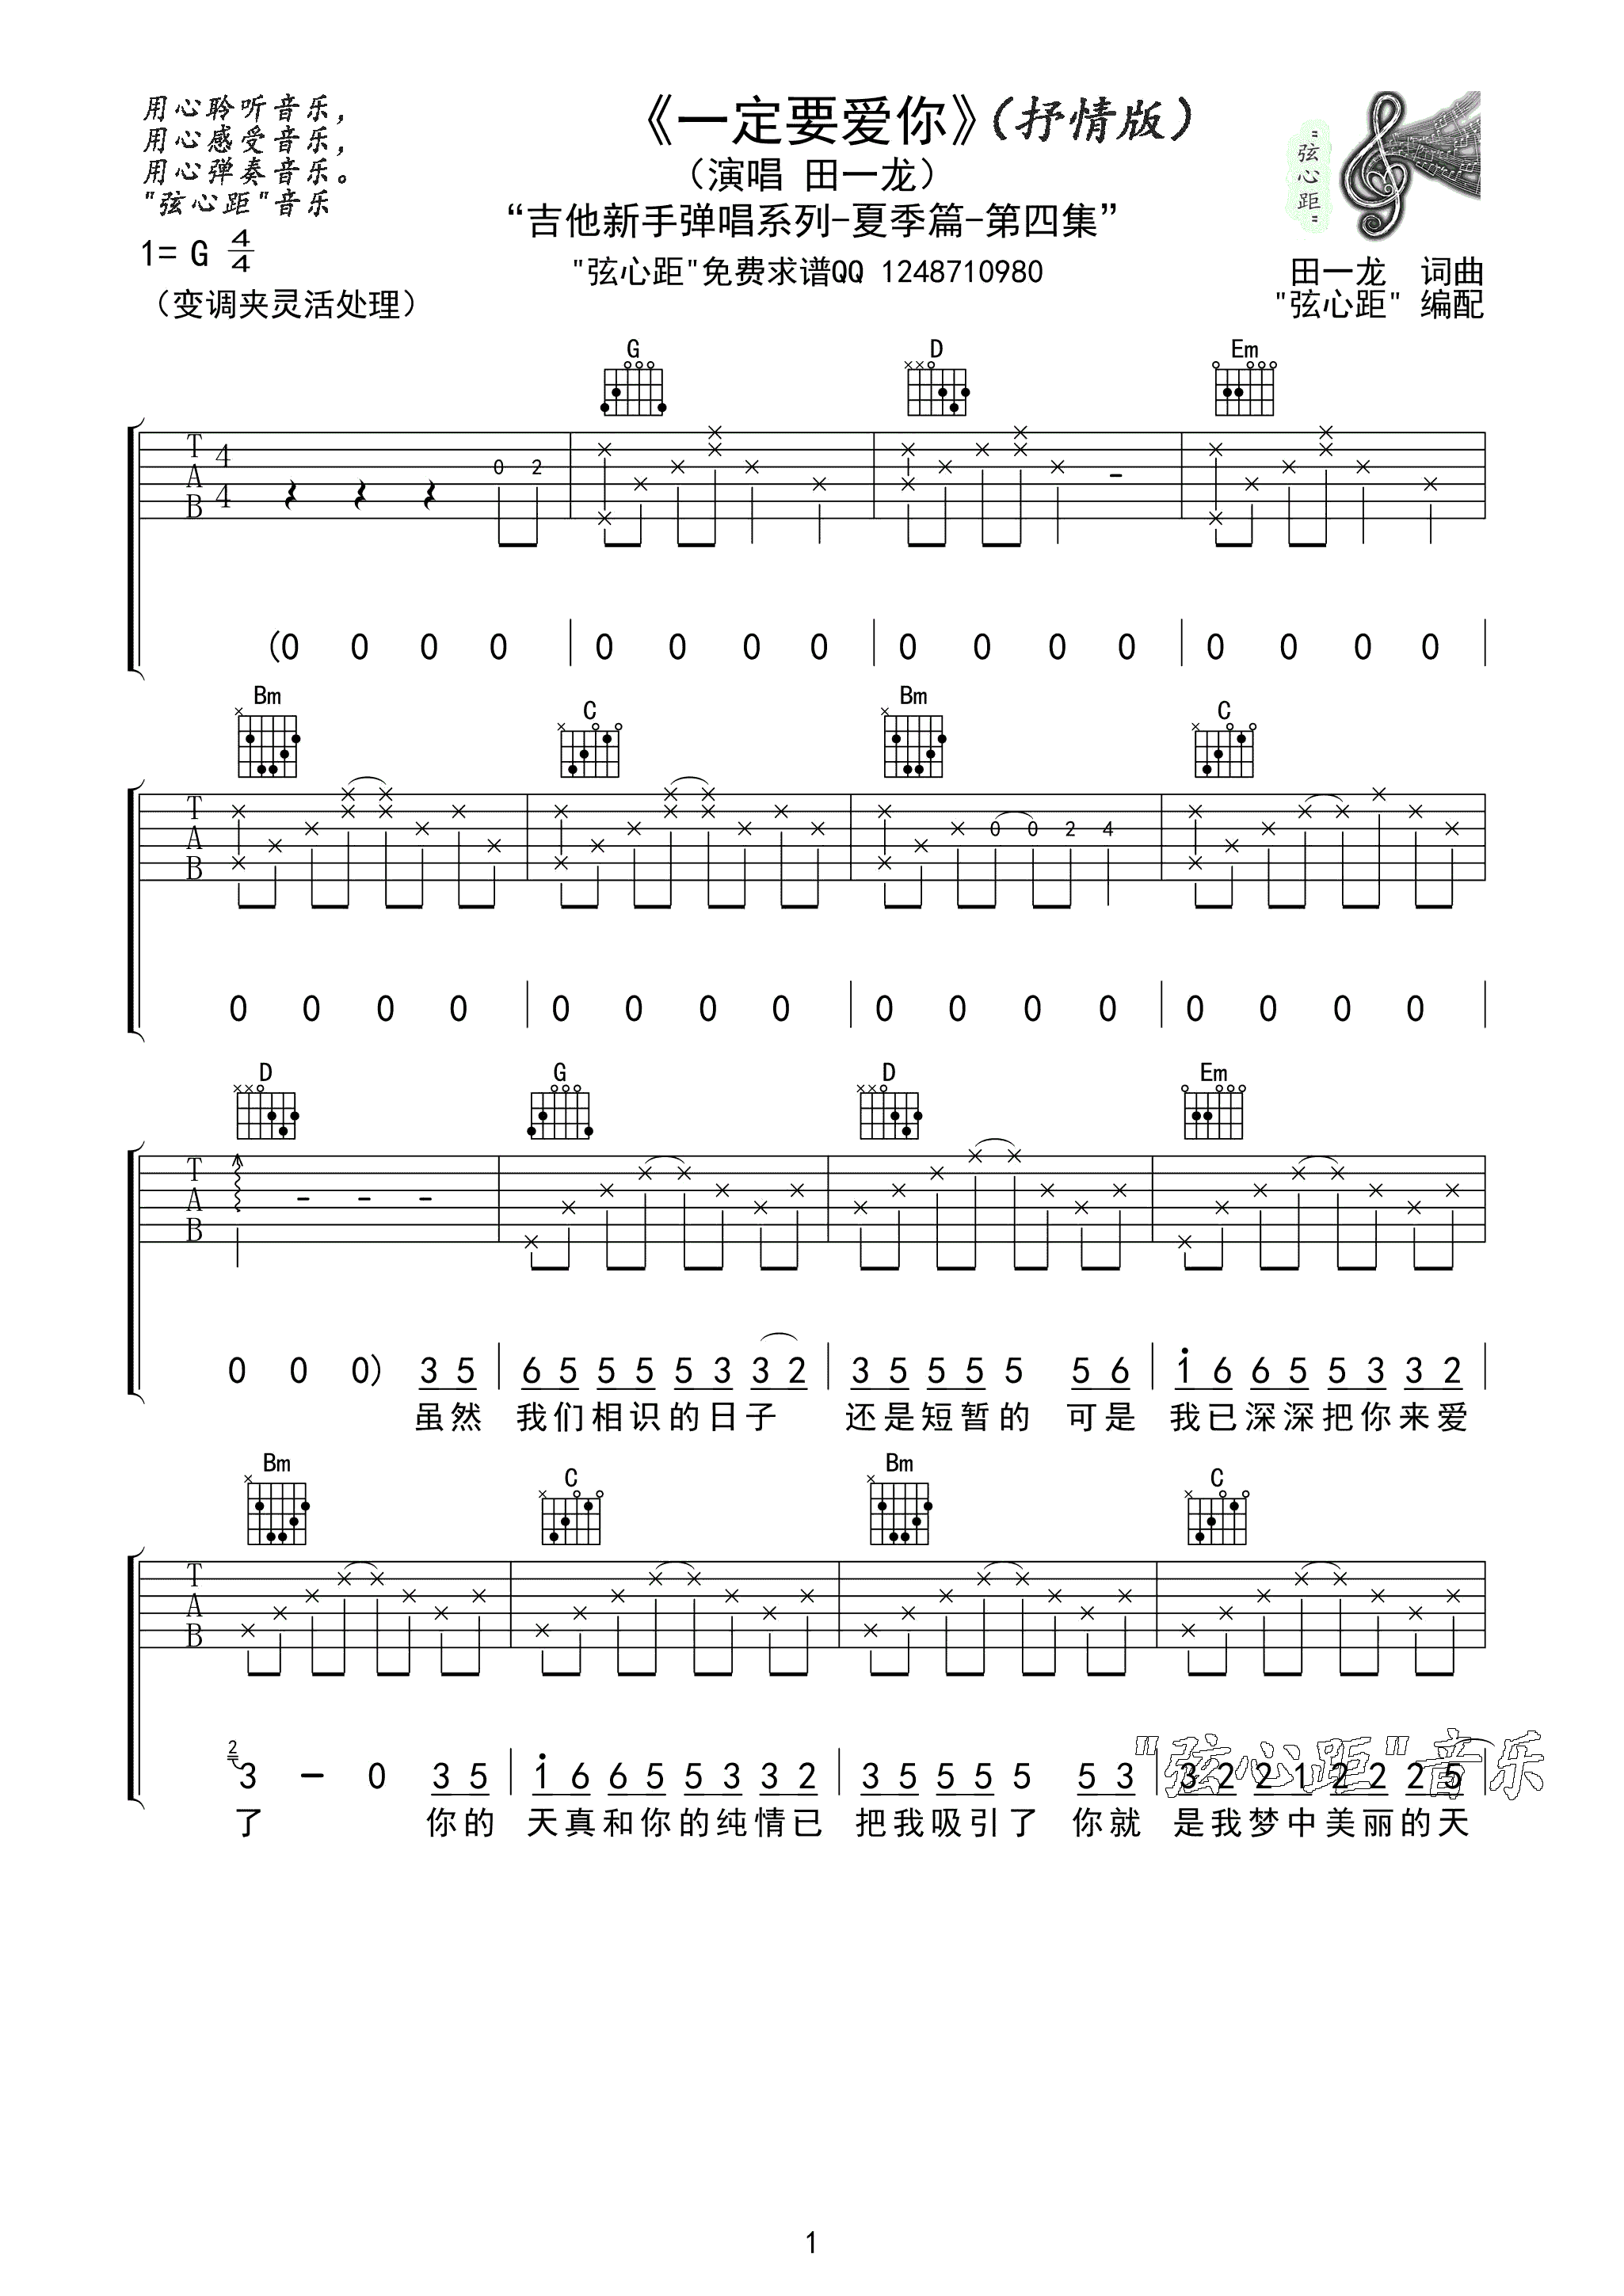 用心聆听音乐，
用心感受音乐，
用心弹奏音乐。
"弦心距"音乐
《一定要爱你》(抒情版)
（演唱 田一龙）
“吉他新手弹唱系列-夏季篇-第四集”
"弦心距"免费求谱QQ 1248710980
"弦心距"
1= G 4/4
（变调夹灵活处理）
田一龙 词曲
"弦心距" 编配
G D Em
T A B 4 4 0 2
(0 0 0 0 0 0 0 0 0 0 0 0 0 0 0 0
Bm C Bm C
T A B 0 0 2 4
0 0 0 0 0 0 0 0 0 0 0 0 0 0 0 0
D G D Em
T A B
0 0 0) 3 5 6 5 5 5 5 3 3 2 3 5 5 5 5 5 6 1 6 6 5 5 3 3 2
虽然 我们相识的日子 还是短暂的 可是 我已深深把你来爱
Bm C Bm C
T A B
2 3 - 0 3 5 1 6 6 5 5 3 3 2 3 5 5 5 5 5 3 3 2 2 1 2 2 2 5
"弦心距"音乐
了 你的 天真和你的纯情已 把我吸引了 你就 是我梦中美丽的天
1